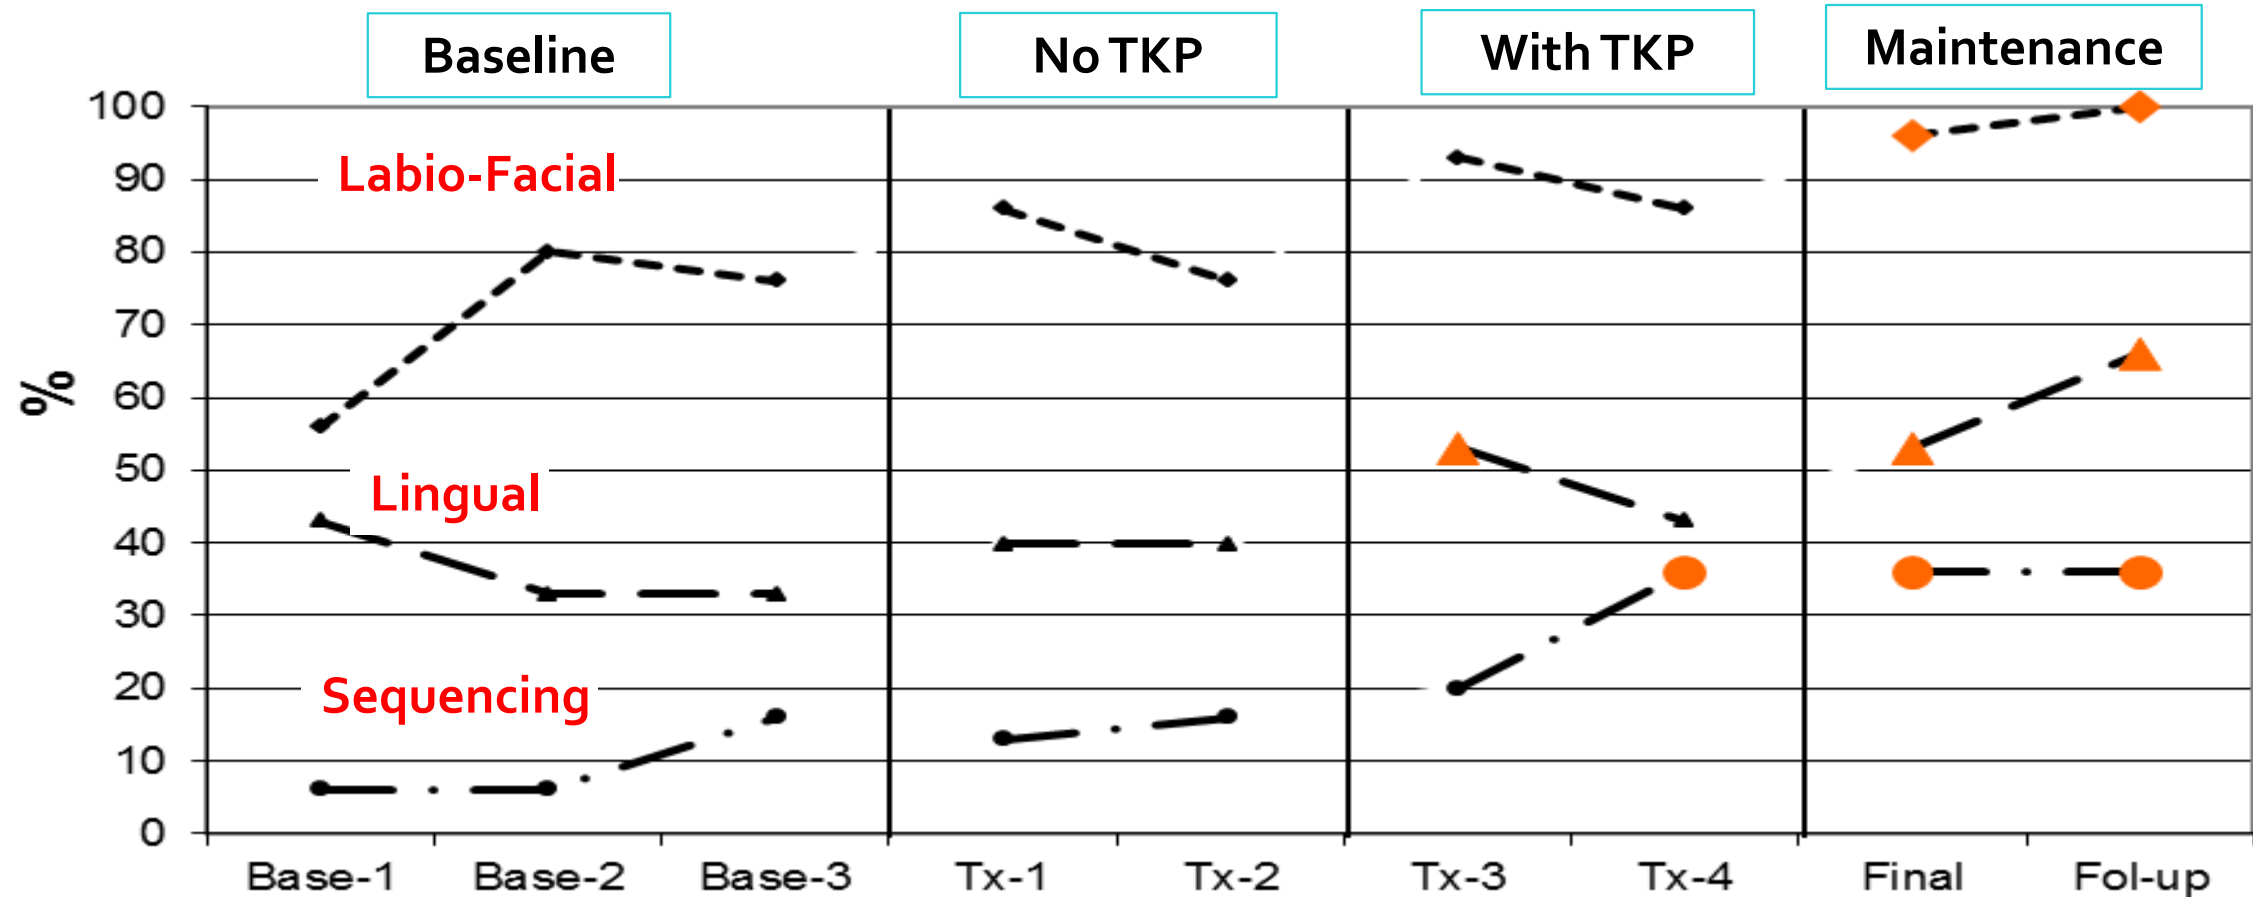 Baseline No TKP With TKP Maintenance
100
Labio-Facial
90
80
70
60
%
50
Lingual
40
30
20
Sequencing
10
0
Base-1 Base-2 Base-3 Tx-1 Tx-2 Tx-3 Tx-4 Final Fol-up